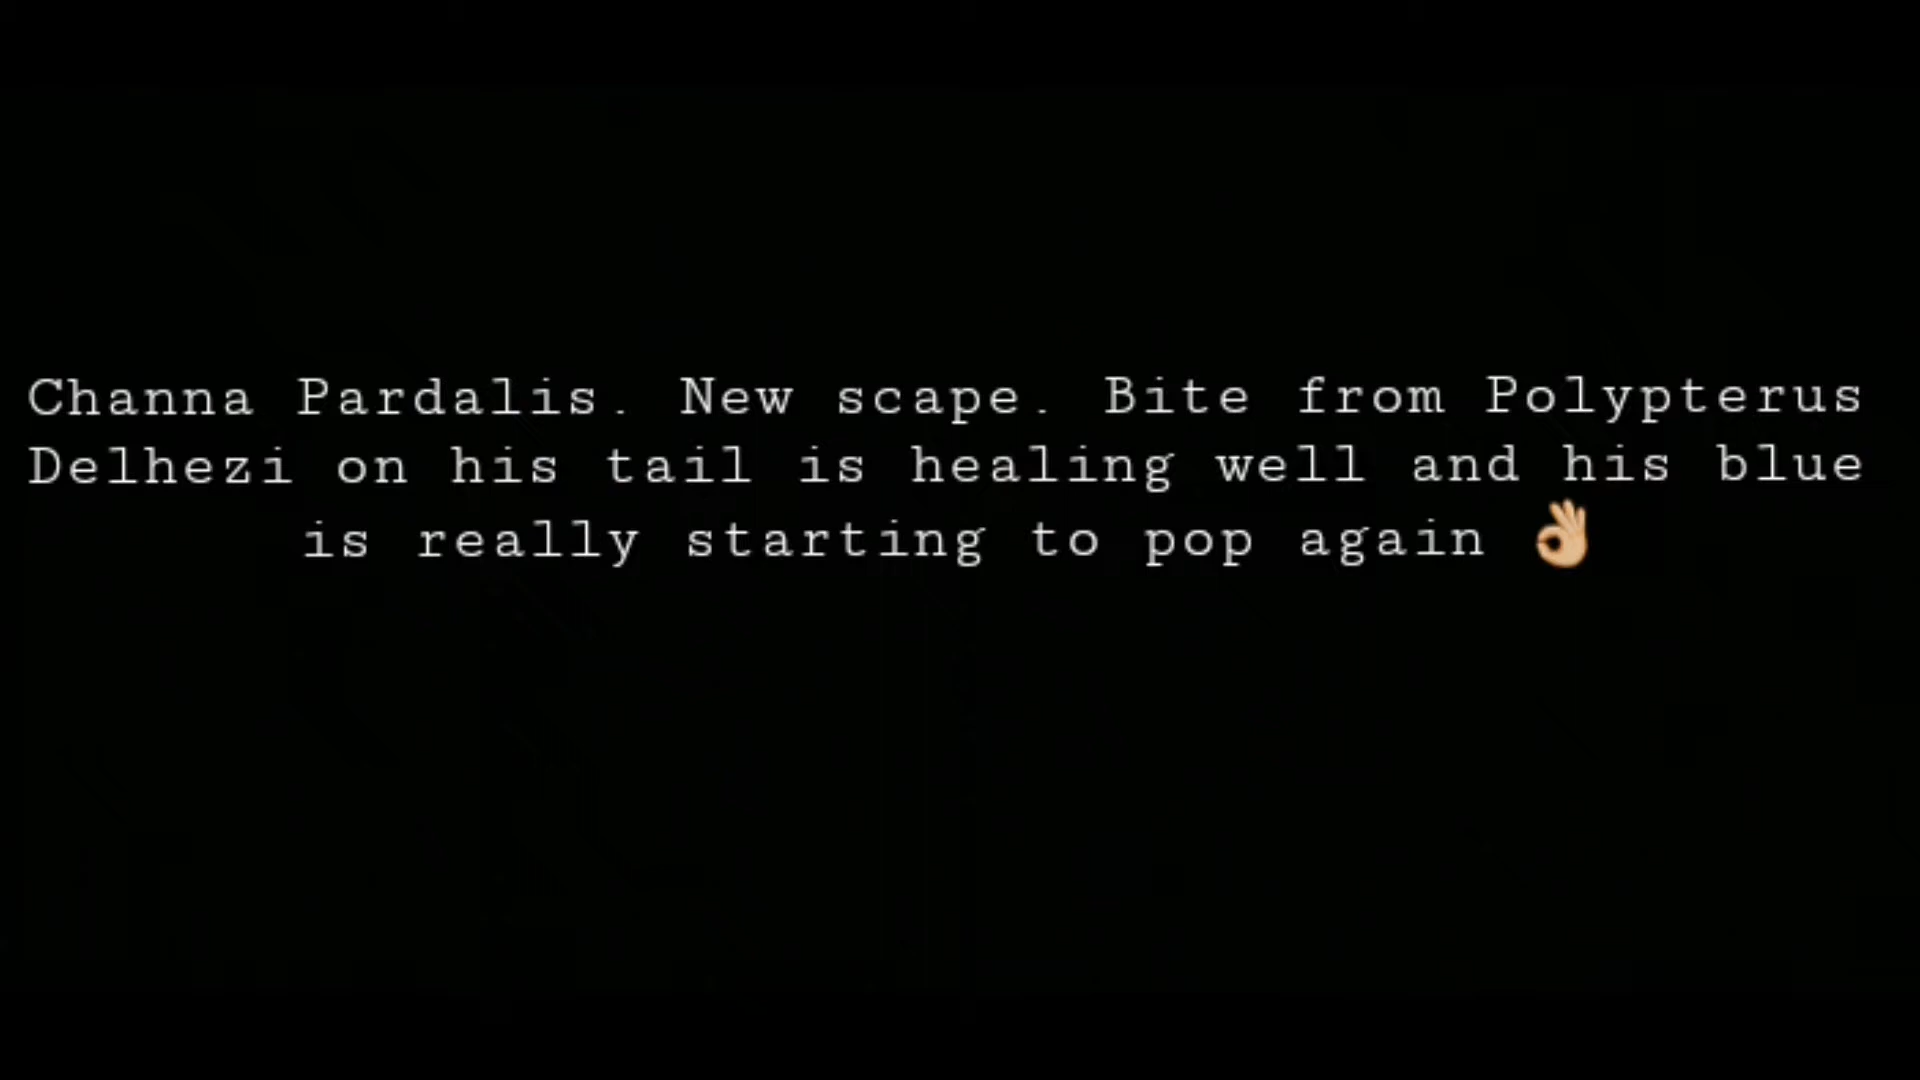 Channa Pardalis. New scape. Bite from Polypterus
Delhezi on his tail is healing well and his blue
is really starting to pop again 👌🏼